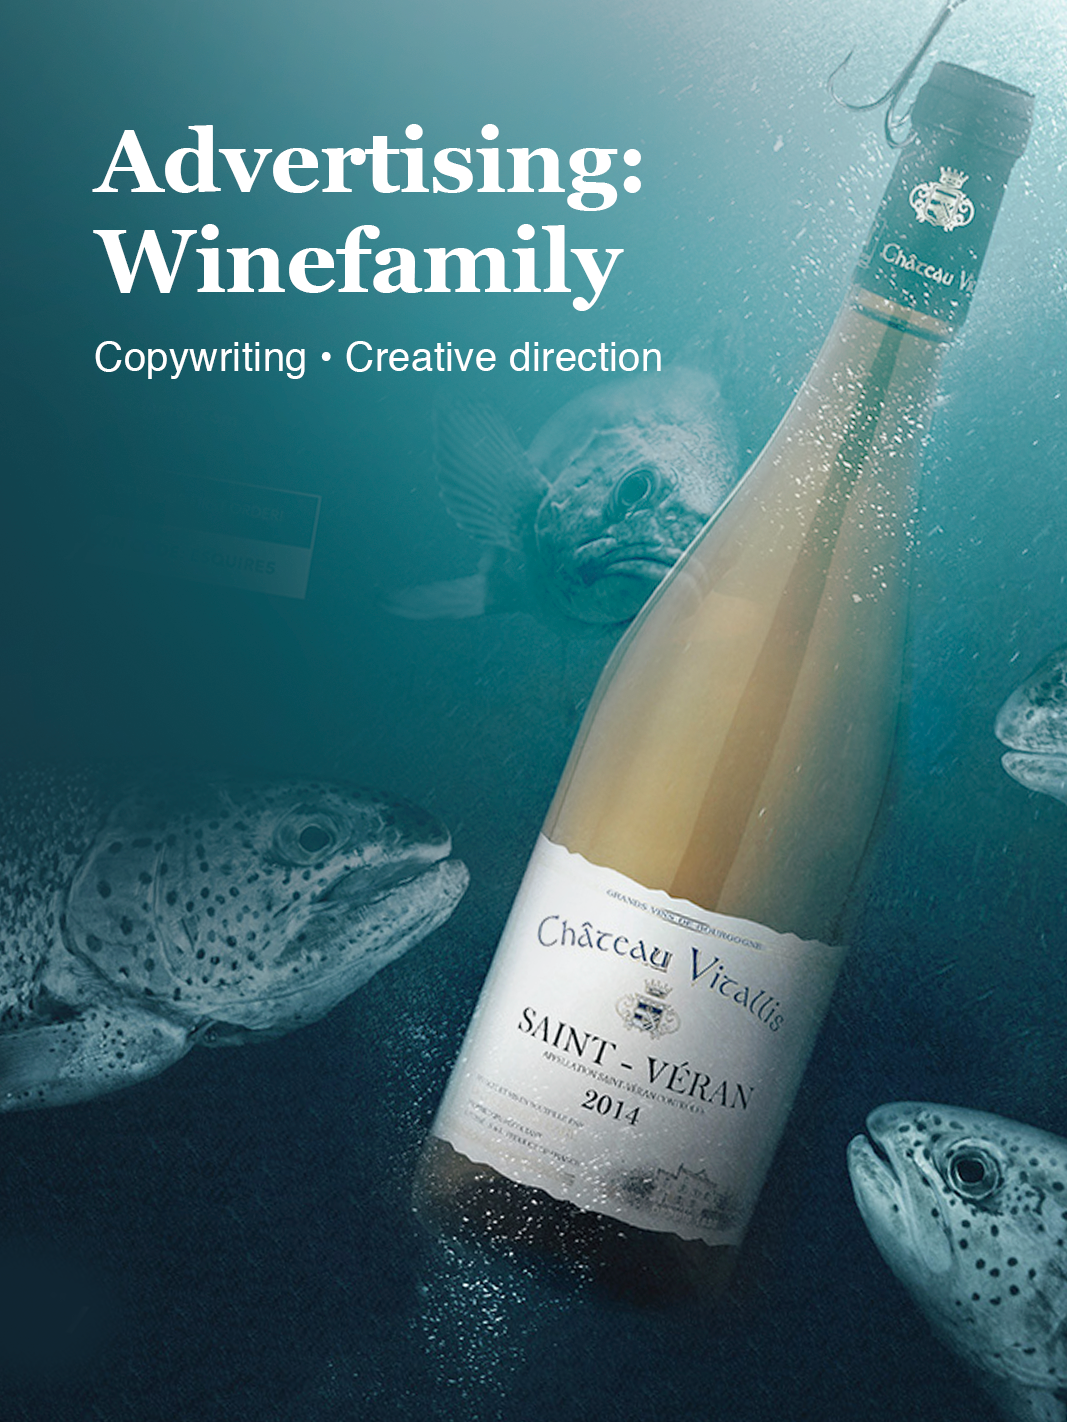 Advertising:
Winefamily
Copywriting • Creative direction
Château Vi
GRANDS VINS DE BOURGOGNE
Château Vitallis
SAINT - VÉRAN
APPELLATION SAINT-VÉRAN CONTRÔLÉE
2014